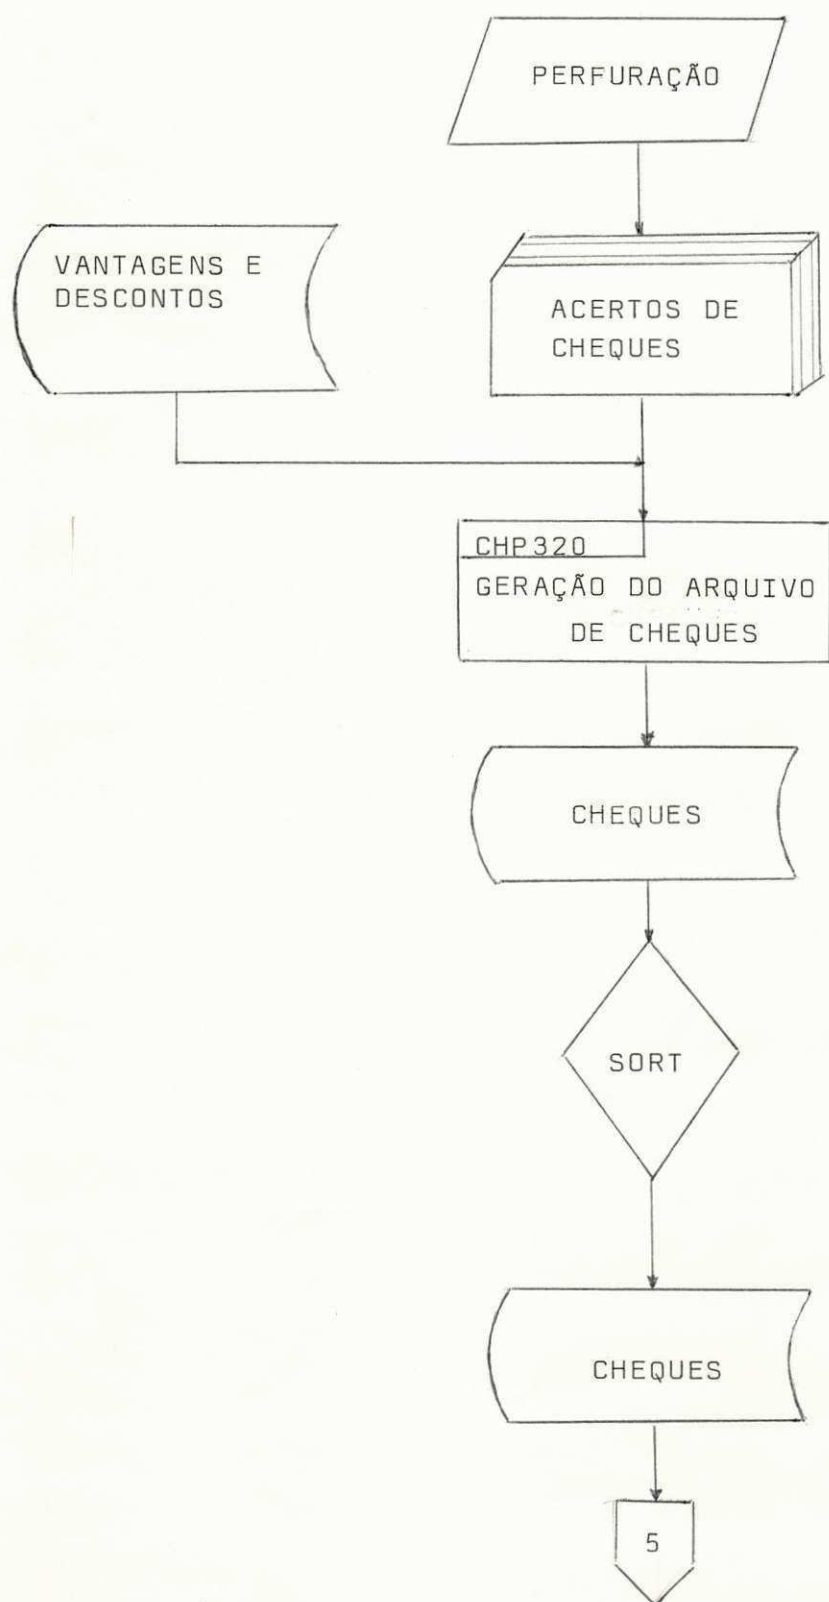 PERFURAÇÃO
VANTAGENS E
DESCONTOS
ACERTOS DE
CHEQUES
CHP320
GERAÇÃO DO ARQUIVO
DE CHEQUES
CHEQUES
SORT
CHEQUES
5